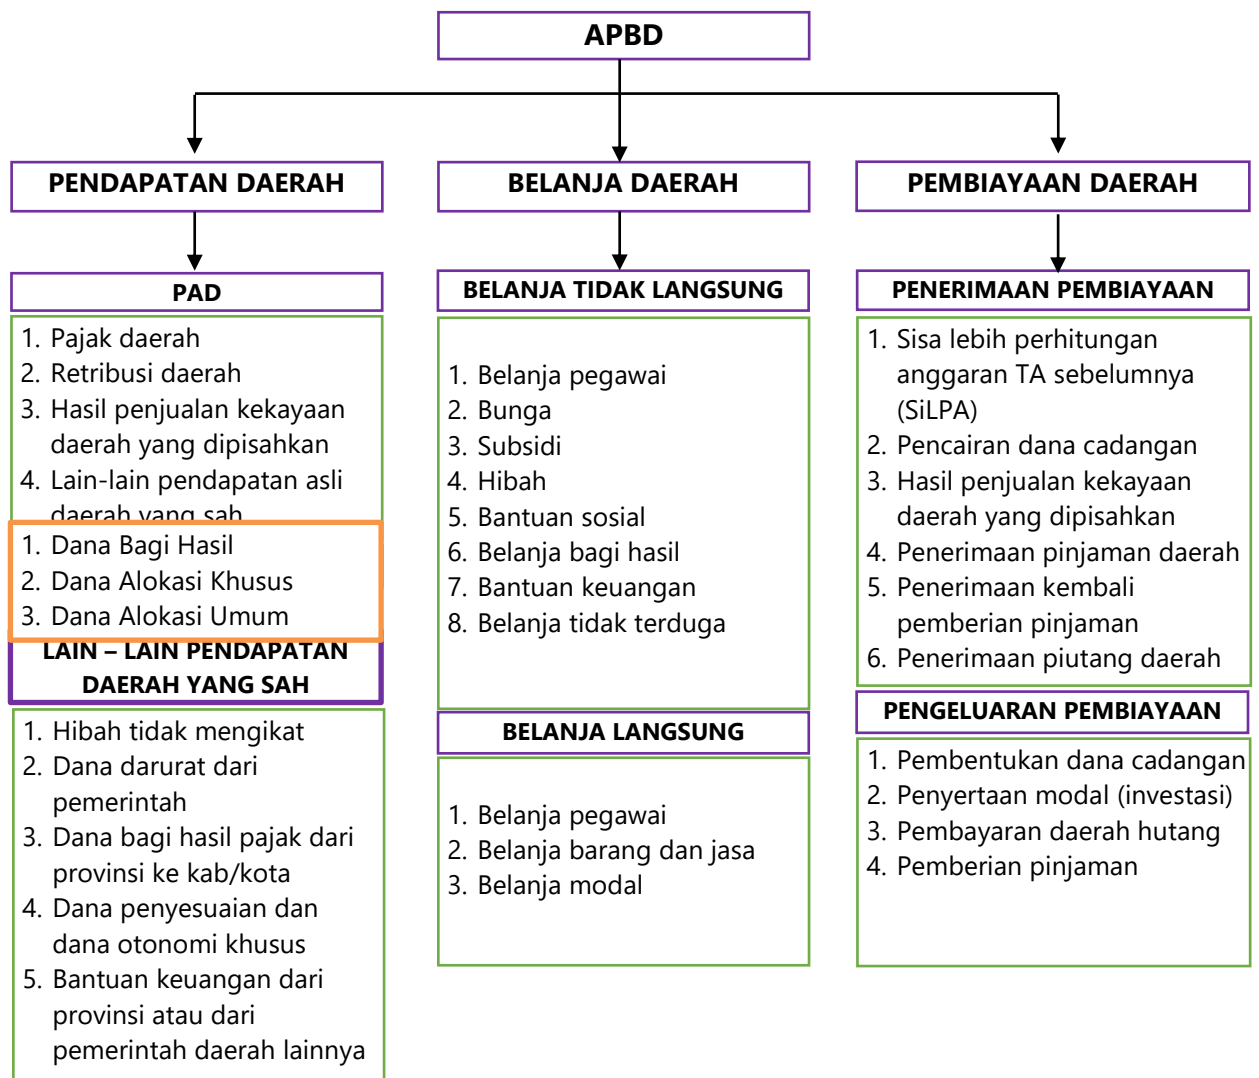 APBD
PENDAPATAN DAERAH
PAD
1. Pajak daerah
2. Retribusi daerah
3. Hasil penjualan kekayaan
daerah yang dipisahkan
4. Lain-lain pendapatan asli
daerah yang sah
1. Dana Bagi Hasil
2. Dana Alokasi Khusus
3. Dana Alokasi Umum
LAIN – LAIN PENDAPATAN
DAERAH YANG SAH
1. Hibah tidak mengikat
2. Dana darurat dari
pemerintah
3. Dana bagi hasil pajak dari
provinsi ke kab/kota
4. Dana penyesuaian dan
dana otonomi khusus
5. Bantuan keuangan dari
provinsi atau dari
pemerintah daerah lainnya
BELANJA DAERAH
BELANJA TIDAK LANGSUNG
1. Belanja pegawai
2. Bunga
3. Subsidi
4. Hibah
5. Bantuan sosial
6. Belanja bagi hasil
7. Bantuan keuangan
8. Belanja tidak terduga
BELANJA LANGSUNG
1. Belanja pegawai
2. Belanja barang dan jasa
3. Belanja modal
PEMBIAYAAN DAERAH
PENERIMAAN PEMBIAYAAN
1. Sisa lebih perhitungan
anggaran TA sebelumnya
(SiLPA)
2. Pencairan dana cadangan
3. Hasil penjualan kekayaan
daerah yang dipisahkan
4. Penerimaan pinjaman daerah
5. Penerimaan kembali
pemberian pinjaman
6. Penerimaan piutang daerah
PENGELUARAN PEMBIAYAAN
1. Pembentukan dana cadangan
2. Penyertaan modal (investasi)
3. Pembayaran daerah hutang
4. Pemberian pinjaman